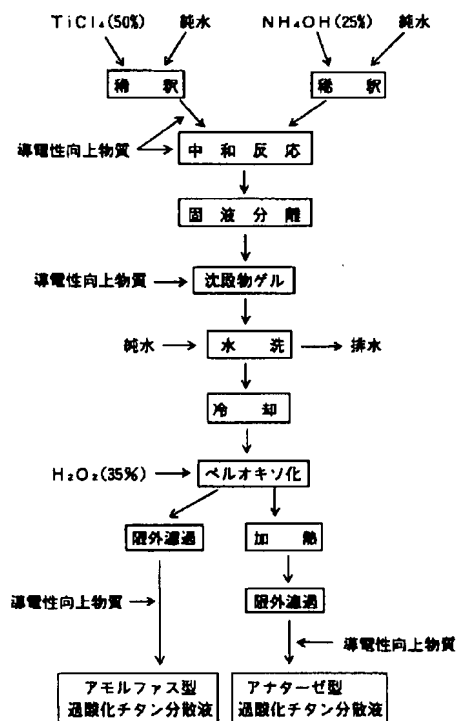 TiCl₄(50%) 純水 NH₄OH(25%) 純水
稀釈 稀釈
導電性向上物質
中和反応
固液分離
導電性向上物質 沈殿物ゲル
純水 水洗 排水
冷却
H₂O₂(35%) ペルオキソ化
限外濾過 加熱
導電性向上物質 限外濾過
導電性向上物質
アモルファス型 アナターゼ型
過酸化チタン分散液 過酸化チタン分散液